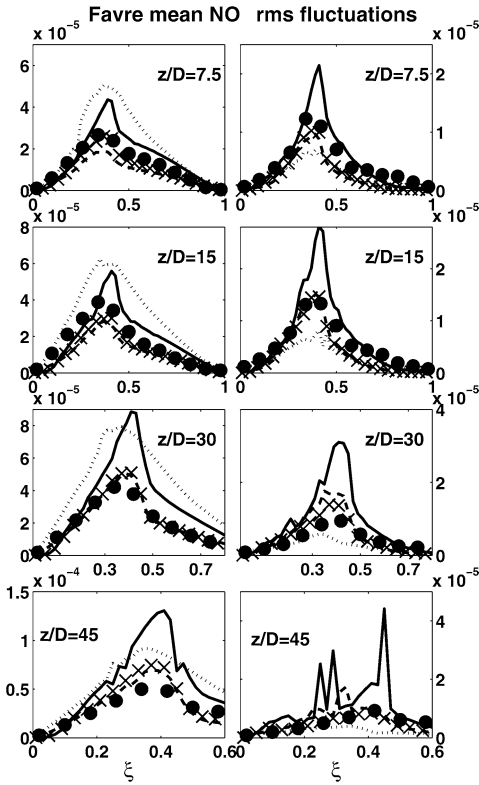 Favre mean NO rms fluctuations
x 10⁻⁵ x 10⁻⁵
6 4 2 0
z/D=7.5
0 0.5 1
2 1 0
z/D=7.5
0 0.5 1
x 10⁻⁵ x 10⁻⁵
8 6 4 2 0
z/D=15
0 0.5 1
2 1 0
z/D=15
0 0.5 1
x 10⁻⁵
8 6 4 2 0
z/D=30
0.3 0.5 0.7
4 2 0
z/D=30
0.3 0.5 0.7
x 10⁻⁴ x 10⁻⁵
1.5 1 0.5 0
z/D=45
0 0.2 0.4 0.6
ξ
4 2 0
z/D=45
0 0.2 0.4 0.6
ξ